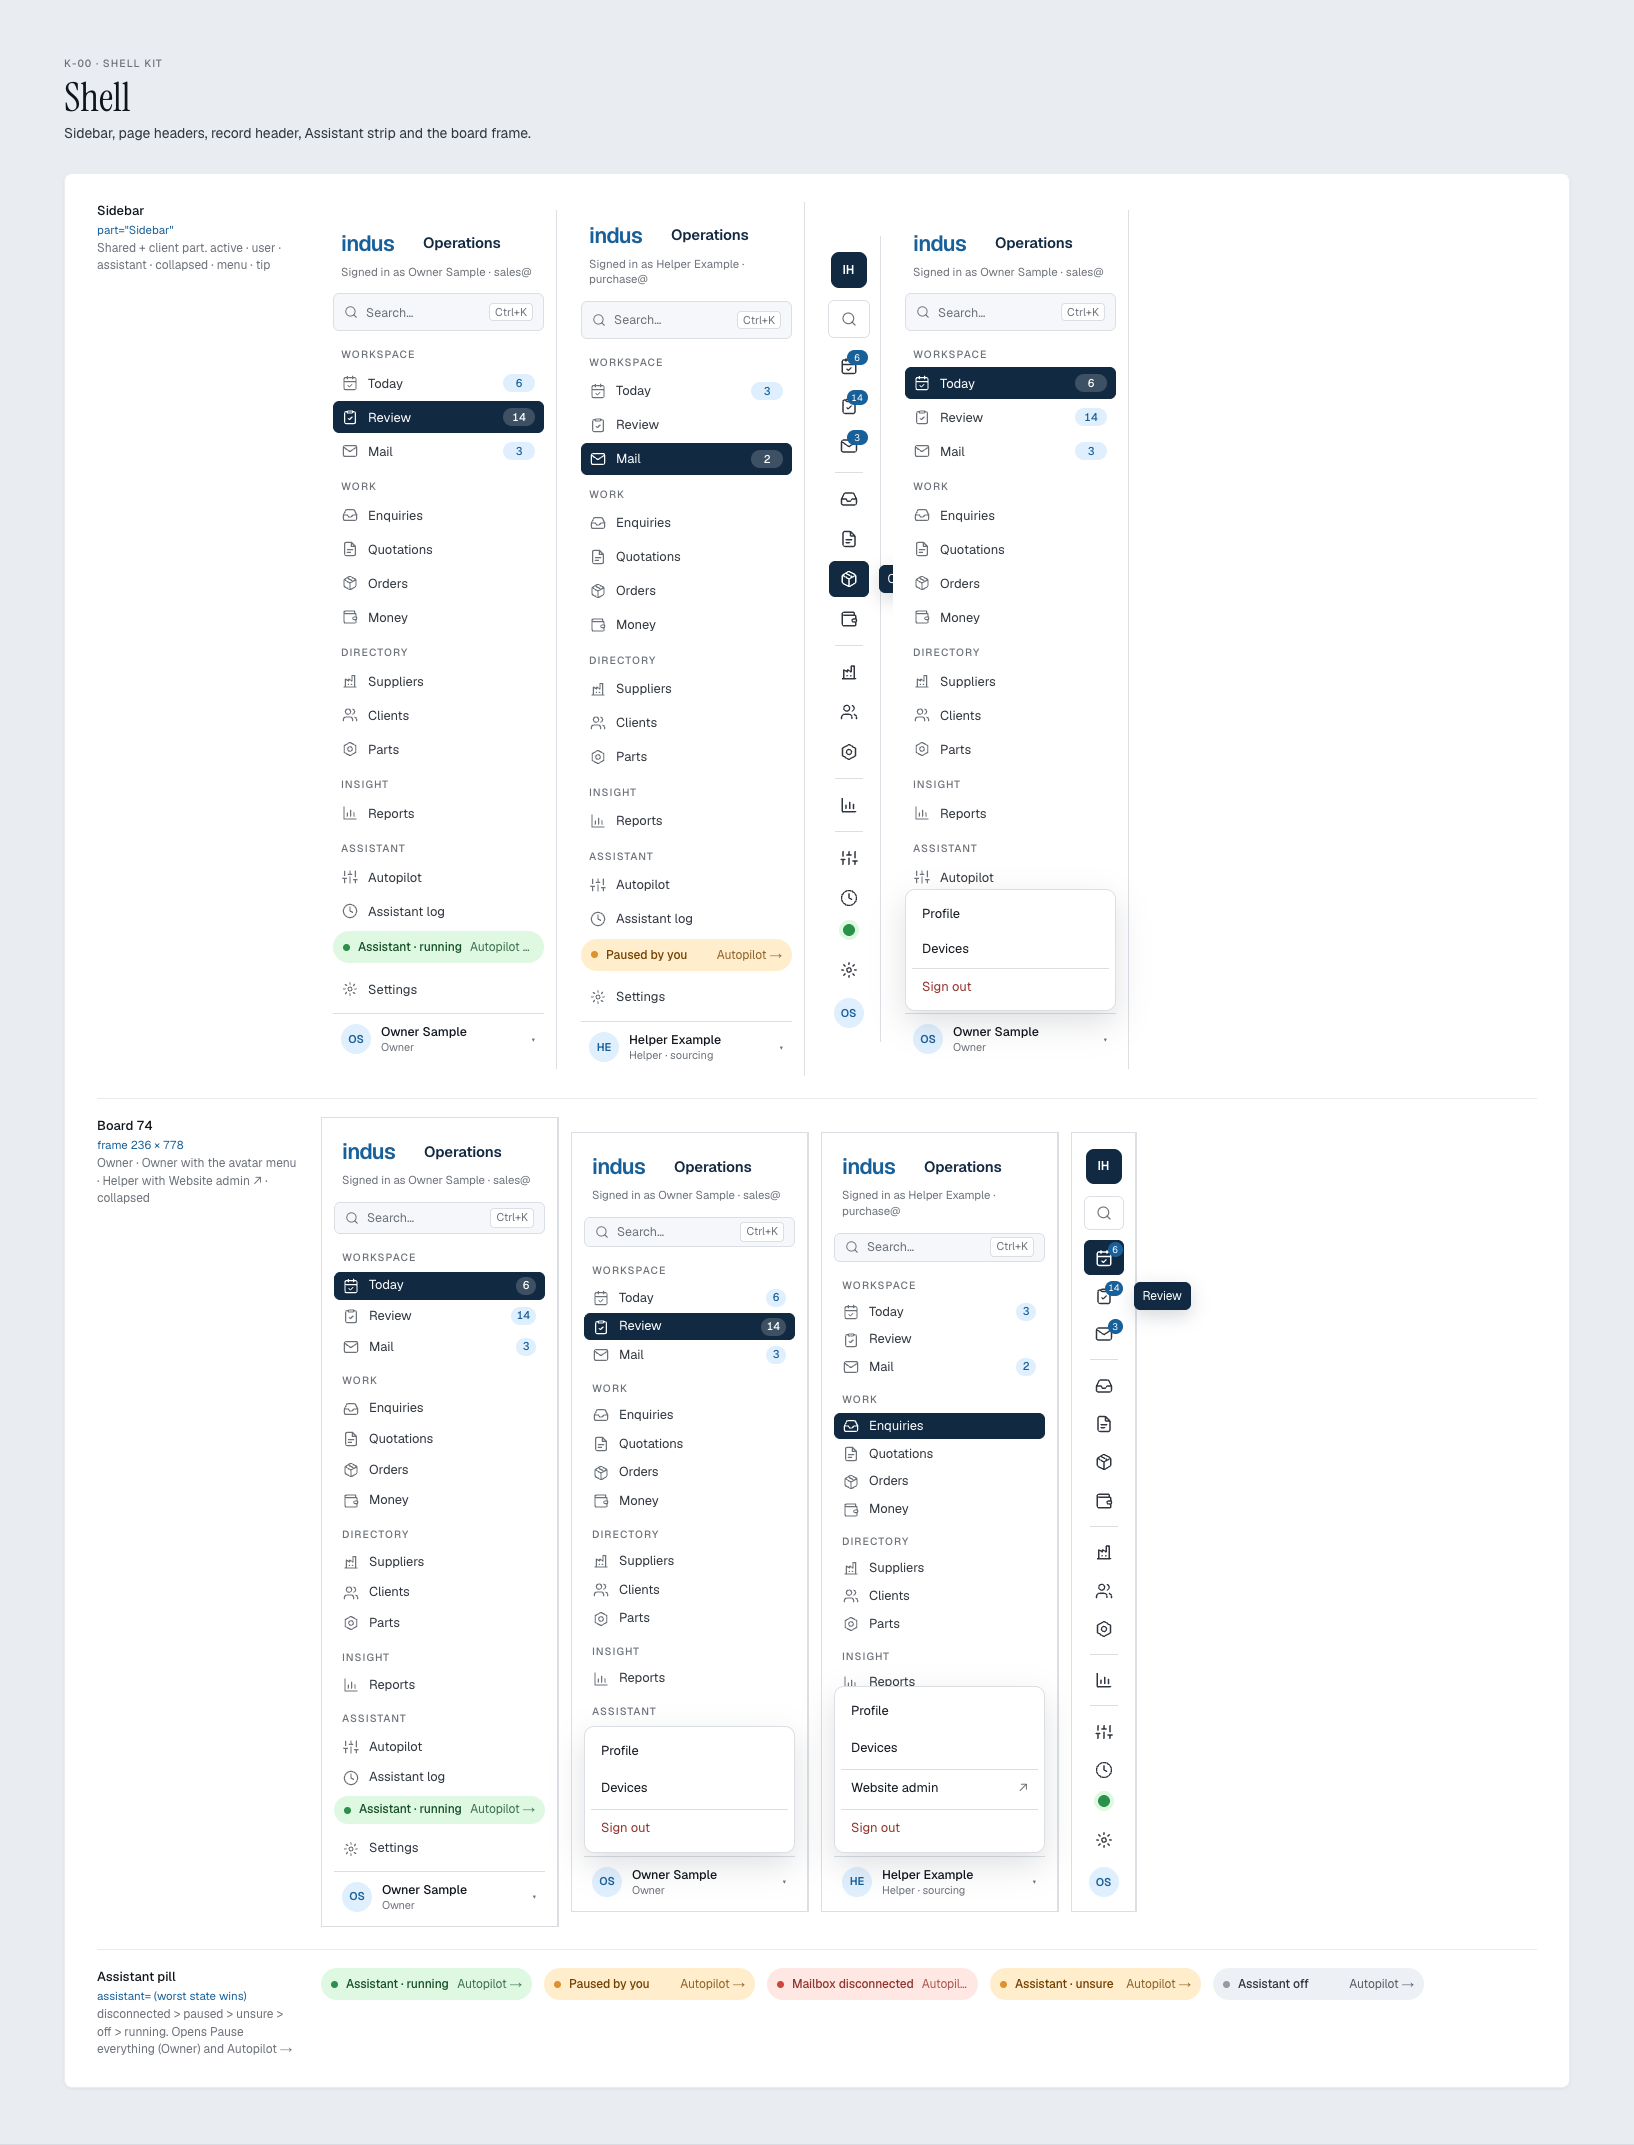 K-00 · SHELL KIT
Shell
Sidebar, page headers, record header, Assistant strip and the board frame.
Sidebar
part="Sidebar"
Shared + client part. active · user ·
assistant · collapsed · menu · tip
indus Operations
Signed in as Owner Sample · sales@
Search… Ctrl+K
WORKSPACE
Today 6
Review 14
Mail 3
WORK
Enquiries
Quotations
Orders
Money
DIRECTORY
Suppliers
Clients
Parts
INSIGHT
Reports
ASSISTANT
Autopilot
Assistant log
Assistant · running Autopilot …
Settings
OS Owner Sample
Owner
indus Operations
Signed in as Helper Example ·
purchase@
Search… Ctrl+K
WORKSPACE
Today 3
Review
Mail 2
WORK
Enquiries
Quotations
Orders
Money
DIRECTORY
Suppliers
Clients
Parts
INSIGHT
Reports
ASSISTANT
Autopilot
Assistant log
Paused by you Autopilot →
Settings
HE Helper Example
Helper · sourcing
IH
6
14
3
OS
indus Operations
Signed in as Owner Sample · sales@
Search… Ctrl+K
WORKSPACE
Today 6
Review 14
Mail 3
WORK
Enquiries
Quotations
Orders
Money
DIRECTORY
Suppliers
Clients
Parts
INSIGHT
Reports
ASSISTANT
Autopilot
Profile
Devices
Sign out
OS Owner Sample
Owner
Board 74
frame 236 × 778
Owner · Owner with the avatar menu
· Helper with Website admin ↗ ·
collapsed
indus Operations
Signed in as Owner Sample · sales@
Search… Ctrl+K
WORKSPACE
Today 6
Review 14
Mail 3
WORK
Enquiries
Quotations
Orders
Money
DIRECTORY
Suppliers
Clients
Parts
INSIGHT
Reports
ASSISTANT
Autopilot
Assistant log
Assistant · running Autopilot →
Settings
OS Owner Sample
Owner
indus Operations
Signed in as Owner Sample · sales@
Search… Ctrl+K
WORKSPACE
Today 6
Review 14
Mail 3
WORK
Enquiries
Quotations
Orders
Money
DIRECTORY
Suppliers
Clients
Parts
INSIGHT
Reports
ASSISTANT
Profile
Devices
Sign out
OS Owner Sample
Owner
indus Operations
Signed in as Helper Example ·
purchase@
Search… Ctrl+K
WORKSPACE
Today 3
Review
Mail 2
WORK
Enquiries
Quotations
Orders
Money
DIRECTORY
Suppliers
Clients
Parts
INSIGHT
Reports
Profile
Devices
Website admin ↗
Sign out
HE Helper Example
Helper · sourcing
IH
6
14
Review
3
OS
Assistant pill
assistant= (worst state wins)
disconnected > paused > unsure >
off > running. Opens Pause
everything (Owner) and Autopilot →
Assistant · running Autopilot →
Paused by you Autopilot →
Mailbox disconnected Autopil…
Assistant · unsure Autopilot →
Assistant off Autopilot →